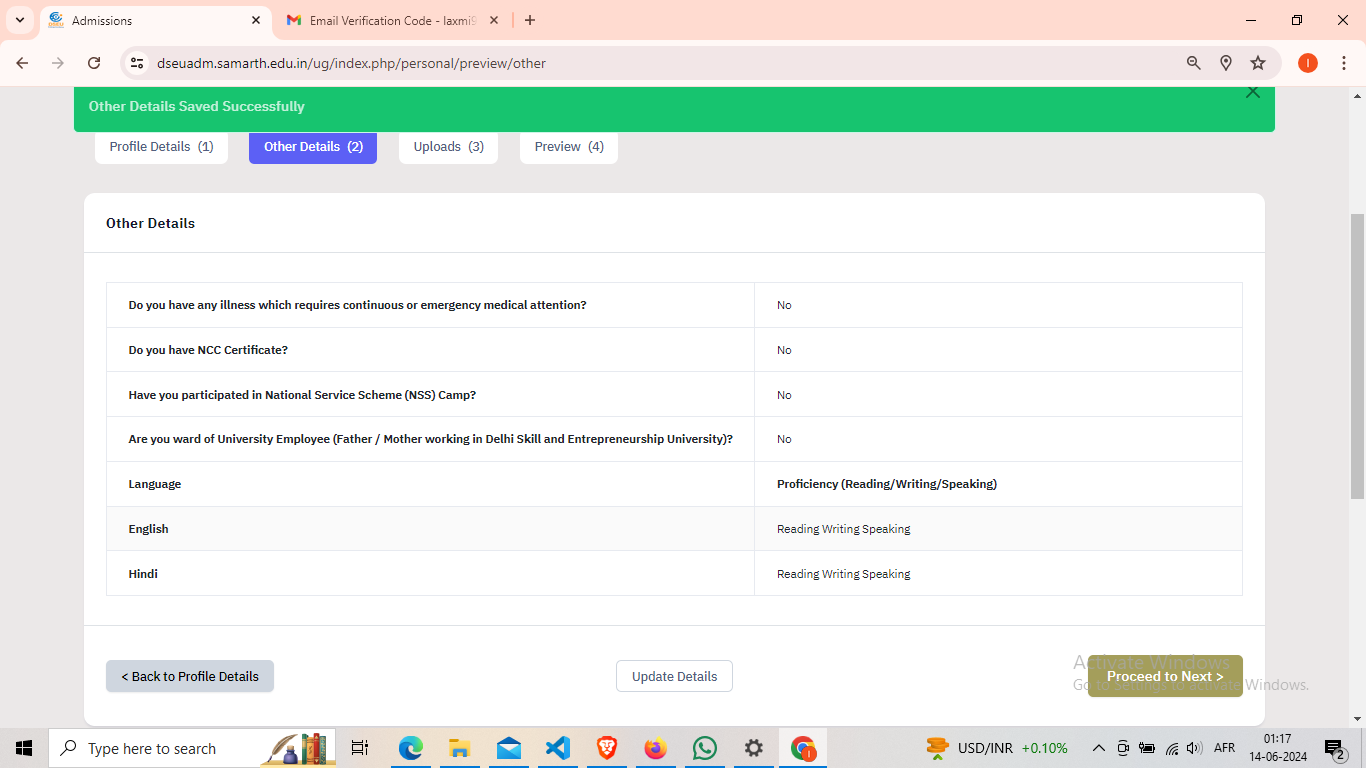 Admissions
Email Verification Code - laxmi9
dseuadm.samarth.edu.in/ug/index.php/personal/preview/other
I
Other Details Saved Successfully
Profile Details (1)
Other Details (2)
Uploads (3)
Preview (4)
Other Details
Do you have any illness which requires continuous or emergency medical attention? No
Do you have NCC Certificate? No
Have you participated in National Service Scheme (NSS) Camp? No
Are you ward of University Employee (Father / Mother working in Delhi Skill and Entrepreneurship University)? No
Language Proficiency (Reading/Writing/Speaking)
English Reading Writing Speaking
Hindi Reading Writing Speaking
< Back to Profile Details
Update Details
Proceed to Next >
Activate Windows
Go to Settings to activate Windows.
Type here to search
USD/INR +0.10%
AFR
01:17
14-06-2024
2